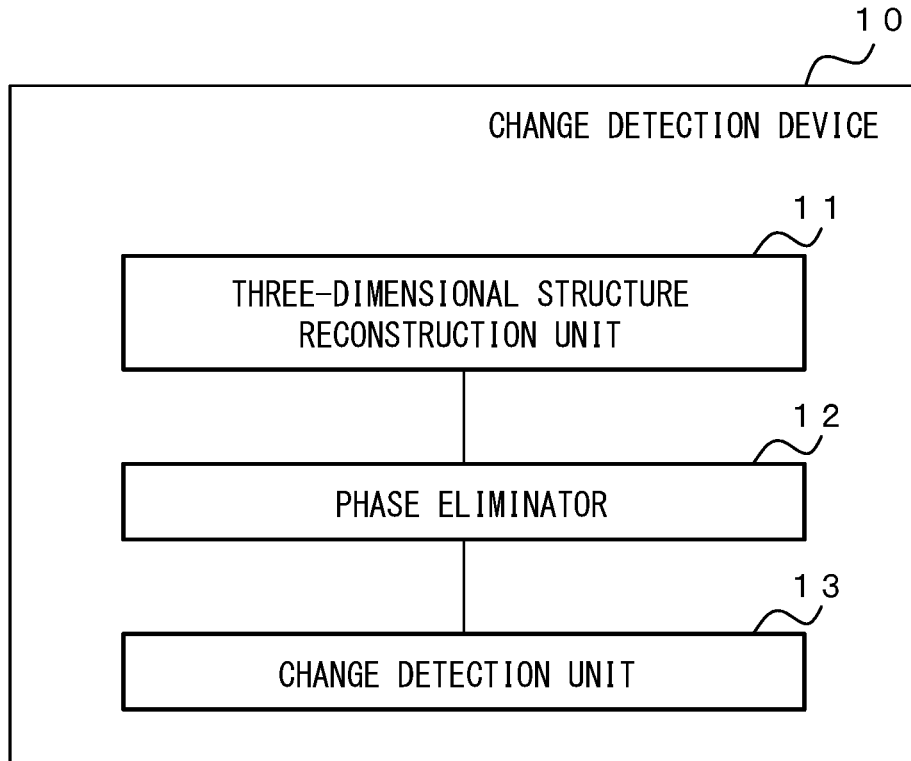 10
CHANGE DETECTION DEVICE
11
THREE-DIMENSIONAL STRUCTURE
RECONSTRUCTION UNIT
12
PHASE ELIMINATOR
13
CHANGE DETECTION UNIT